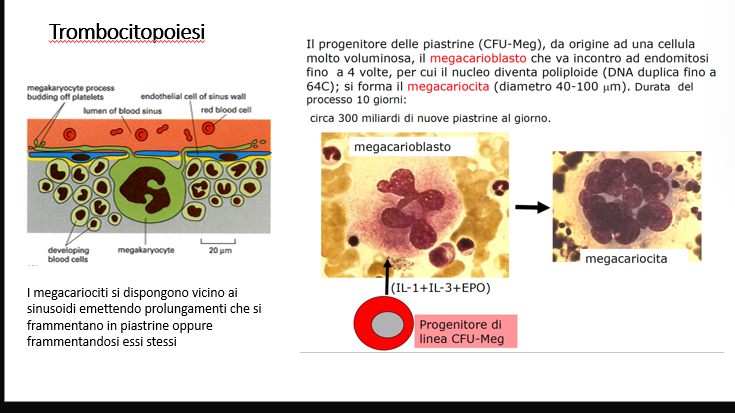 Trombocitopoiesi
Il progenitore delle piastrine (CFU-Meg), da origine ad una cellula
molto voluminosa, il megacarioblasto che va incontro ad endomitosi
fino  a 4 volte, per cui il nucleo diventa poliploide (DNA duplica fino a
64C); si forma il megacariocita (diametro 40-100 μm). Durata  del
processo 10 giorni:
circa 300 miliardi di nuove piastrine al giorno.
megakaryocyte process
budding off platelets
endothelial cell of sinus wall
lumen of blood sinus
red blood cell
developing
blood cells
megakaryocyte
20 μm
megacarioblasto
megacariocita
(IL-1+IL-3+EPO)
Progenitore di
linea CFU-Meg
I megacariociti si dispongono vicino ai
sinusoidi emettendo prolungamenti che si
frammentano in piastrine oppure
frammentandosi essi stessi